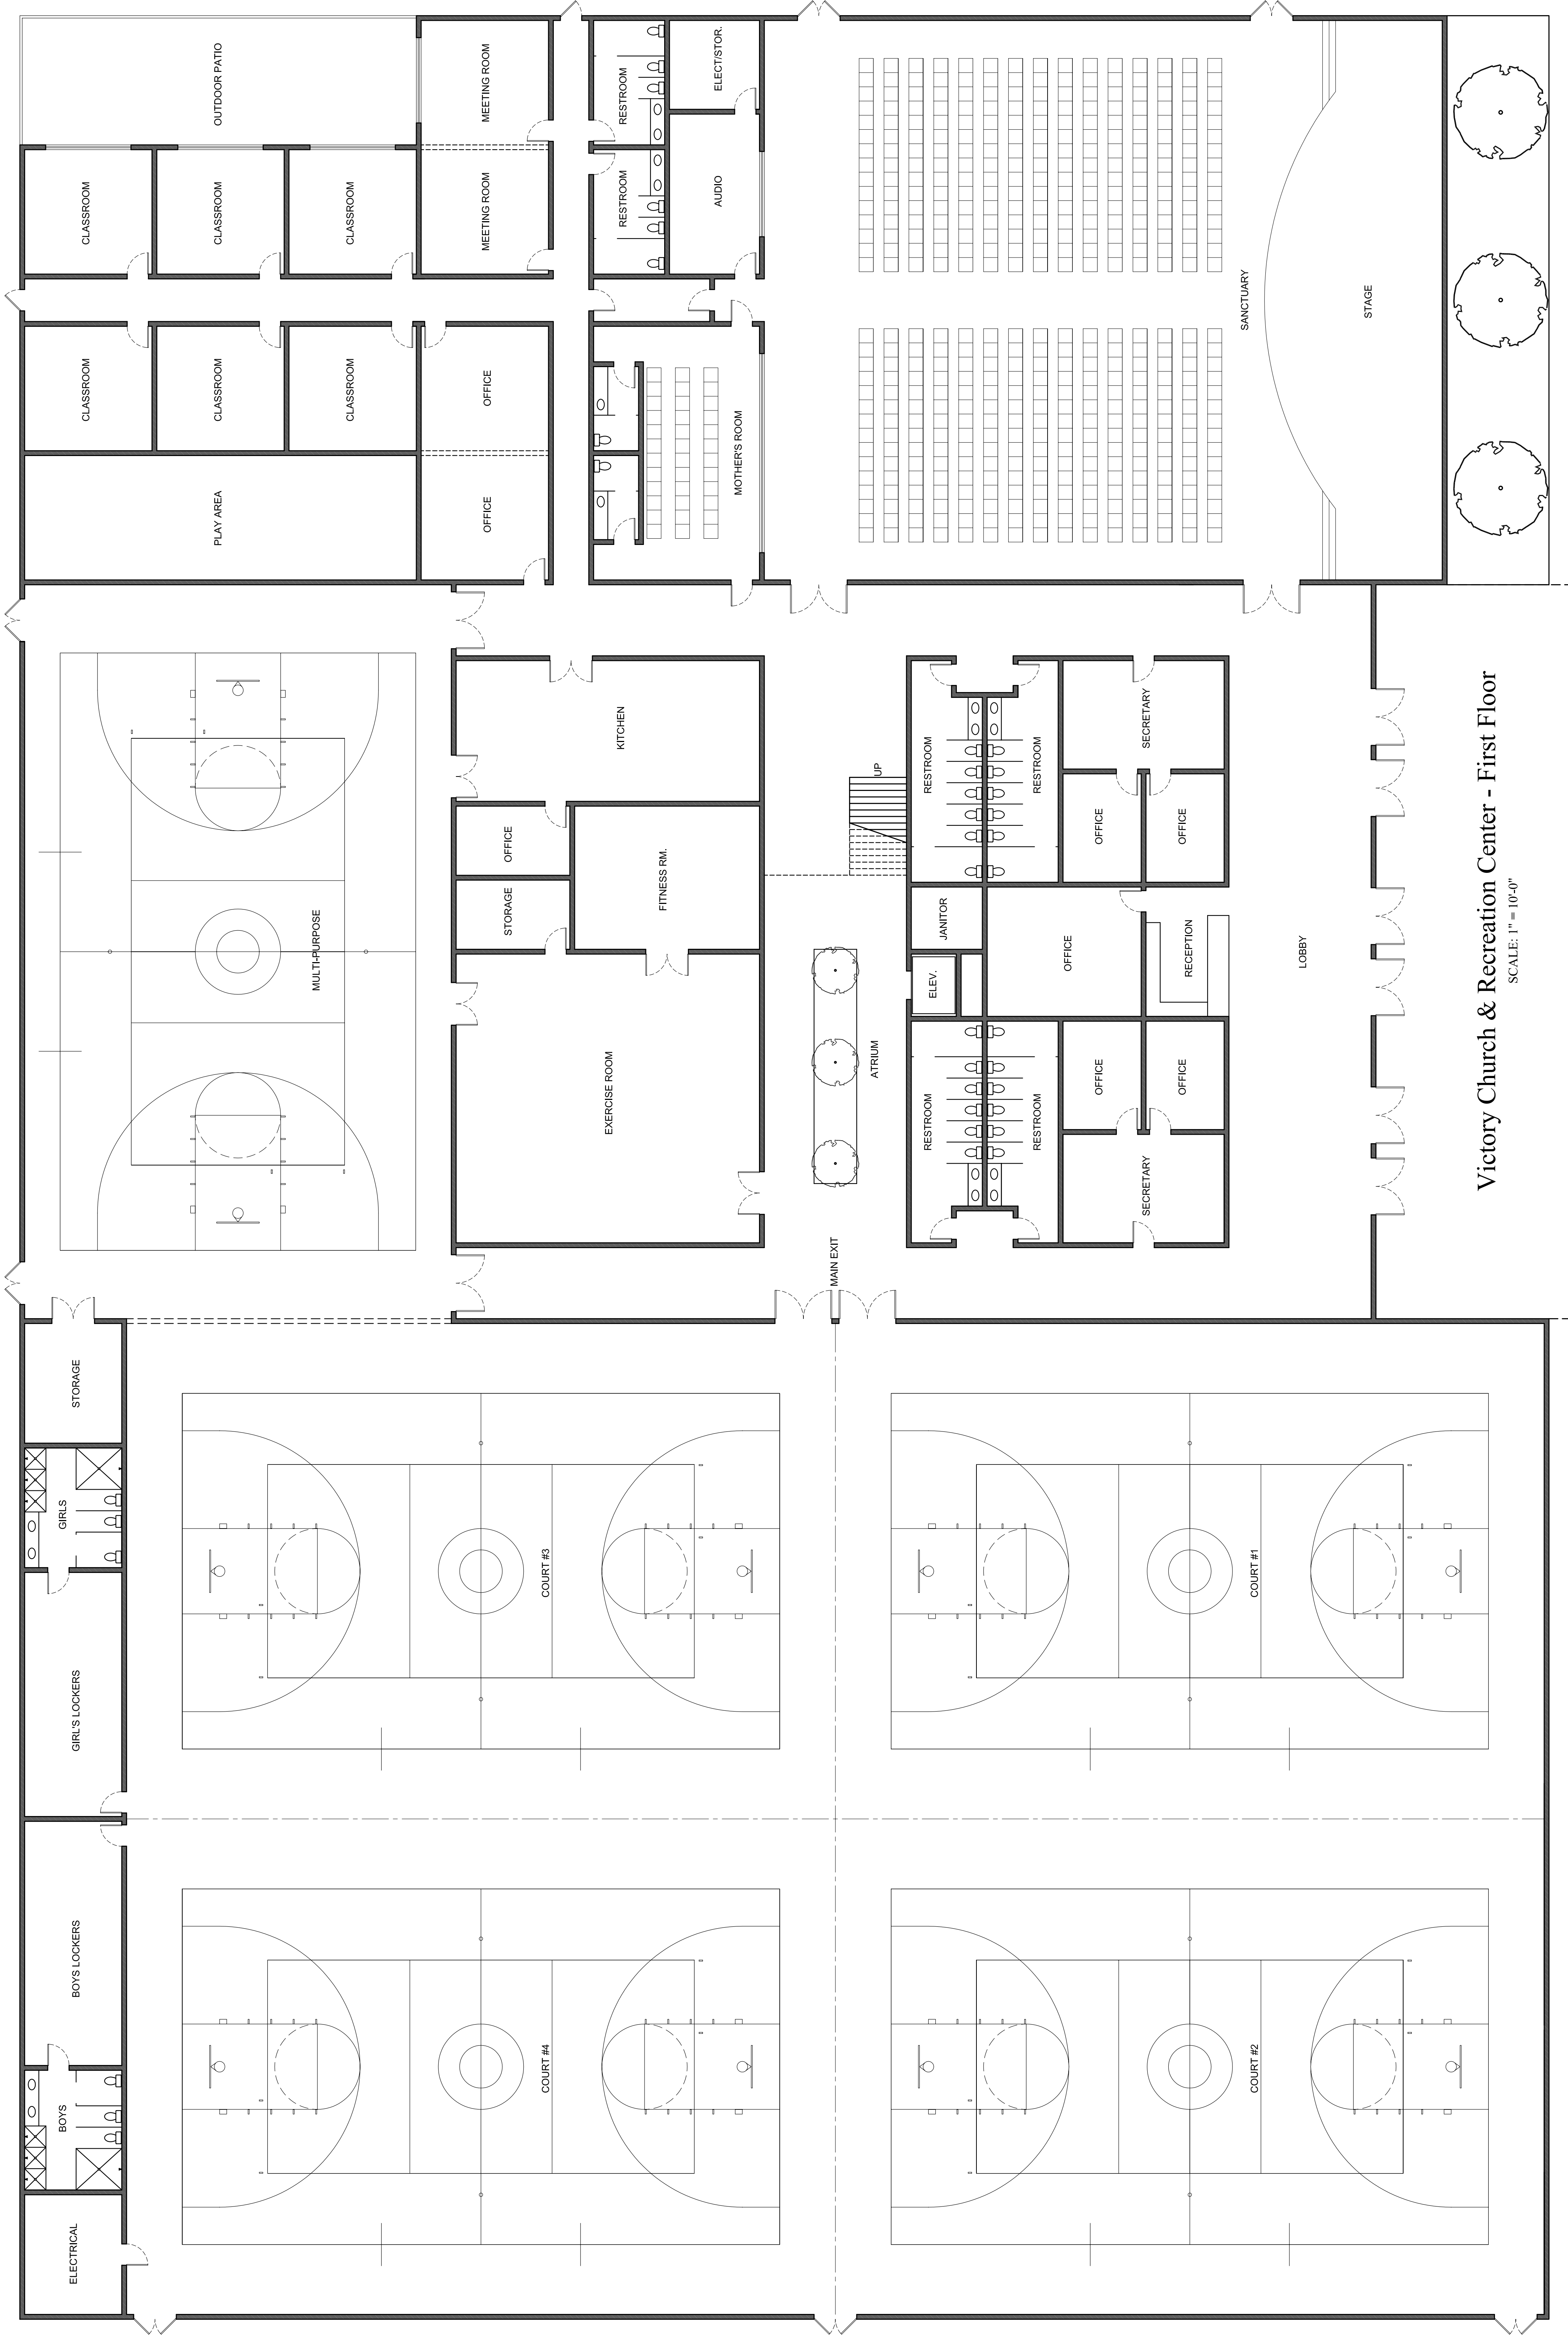 ELECTRICAL
BOYS
BOYS LOCKERS
GIRL'S LOCKERS
GIRLS
STORAGE
CLASSROOM
CLASSROOM
PLAY AREA
CLASSROOM
CLASSROOM
OUTDOOR PATIO
MULTI-PURPOSE
CLASSROOM
CLASSROOM
OFFICE
OFFICE
MEETING ROOM
MEETING ROOM
STORAGE
OFFICE
COURT #4
COURT #3
EXERCISE ROOM
FITNESS RM.
KITCHEN
RESTROOM
RESTROOM
AUDIO
ELECT/STOR.
MOTHER'S ROOM
MAIN EXIT
ATRIUM
UP
RESTROOM
ELEV.
JANITOR
RESTROOM
RESTROOM
OFFICE
RESTROOM
OFFICE
OFFICE
SECRETARY
SECRETARY
OFFICE
RECEPTION
OFFICE
COURT #2
COURT #1
SANCTUARY
LOBBY
STAGE
Victory Church & Recreation Center - First Floor
SCALE: 1" = 10'-0"